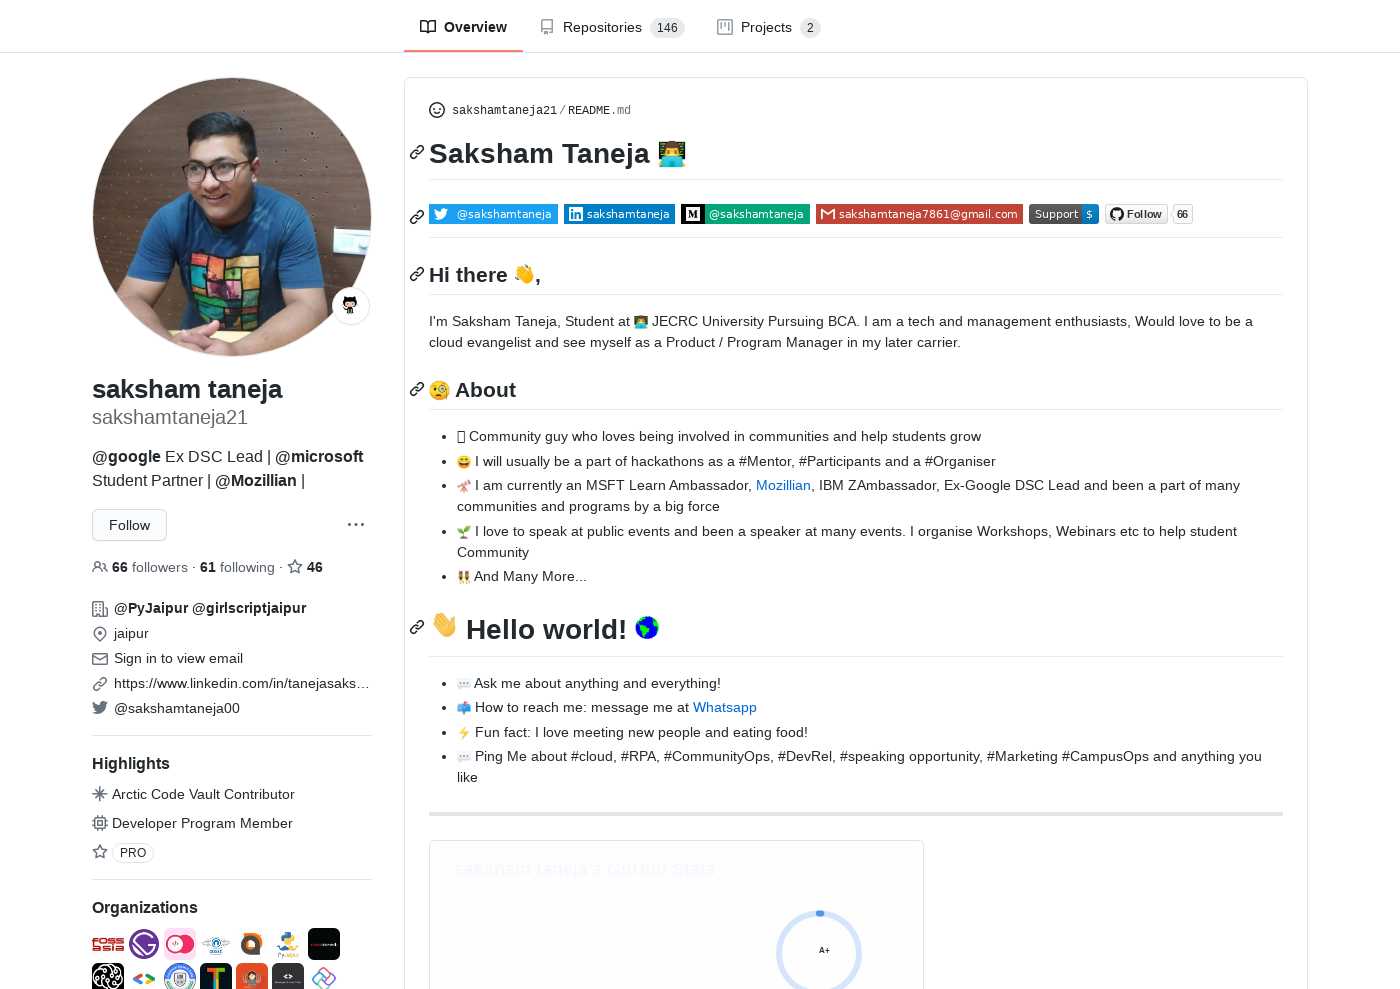 Overview
Repositories 146
Projects 2
sakshamtaneja21/README.md
Saksham Taneja 👨‍💻
@sakshamtaneja
sakshamtaneja
@sakshamtaneja
sakshamtaneja7861@gmail.com
Support $
Follow 66
Hi there 👋,
I'm Saksham Taneja, Student at 👨‍💻 JECRC University Pursuing BCA. I am a tech and management enthusiasts, Would love to be a
cloud evangelist and see myself as a Product / Program Manager in my later carrier.
🧐 About
Community guy who loves being involved in communities and help students grow
😄 I will usually be a part of hackathons as a #Mentor, #Participants and a #Organiser
I am currently an MSFT Learn Ambassador, Mozillian, IBM ZAmbassador, Ex-Google DSC Lead and been a part of many
communities and programs by a big force
🌱 I love to speak at public events and been a speaker at many events. I organise Workshops, Webinars etc to help student
Community
👯 And Many More...
👋 Hello world! 🌎
💬 Ask me about anything and everything!
📫 How to reach me: message me at Whatsapp
⚡ Fun fact: I love meeting new people and eating food!
💬 Ping Me about #cloud, #RPA, #CommunityOps, #DevRel, #speaking opportunity, #Marketing #CampusOps and anything you
like
saksham taneja's GitHub Stats
A+
saksham taneja
sakshamtaneja21
@google Ex DSC Lead | @microsoft
Student Partner | @Mozillian |
Follow
66 followers · 61 following · 46
@PyJaipur @girlscriptjaipur
jaipur
Sign in to view email
https://www.linkedin.com/in/tanejasaks…
@sakshamtaneja00
Highlights
Arctic Code Vault Contributor
Developer Program Member
PRO
Organizations
FOSS
ASIA